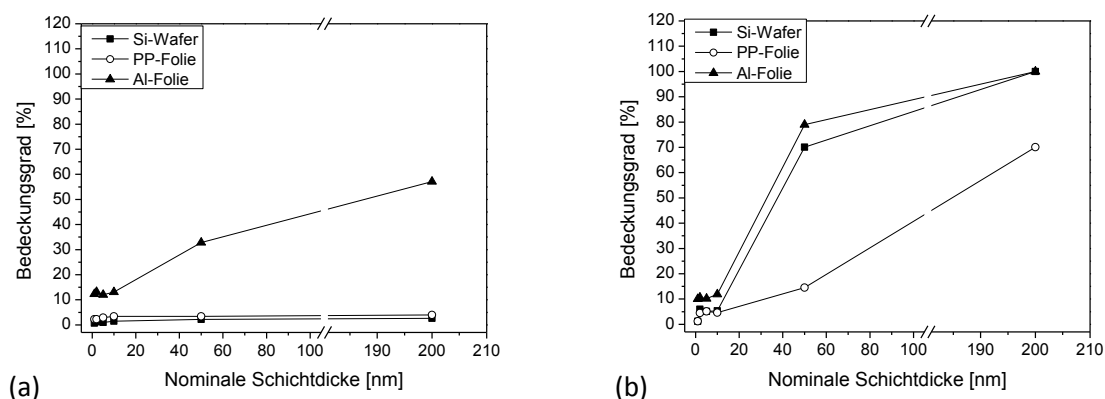 Si-Wafer
PP-Folie
Al-Folie
Bedeckungsgrad [%]
120
110
100
90
80
70
60
50
40
30
20
10
0
0 20 40 60 80 100 190 200 210
Nominale Schichtdicke [nm]
(a)
Si-Wafer
PP-Folie
Al-Folie
Bedeckungsgrad [%]
120
110
100
90
80
70
60
50
40
30
20
10
0
0 20 40 60 80 100 190 200 210
Nominale Schichtdicke [nm]
(b)